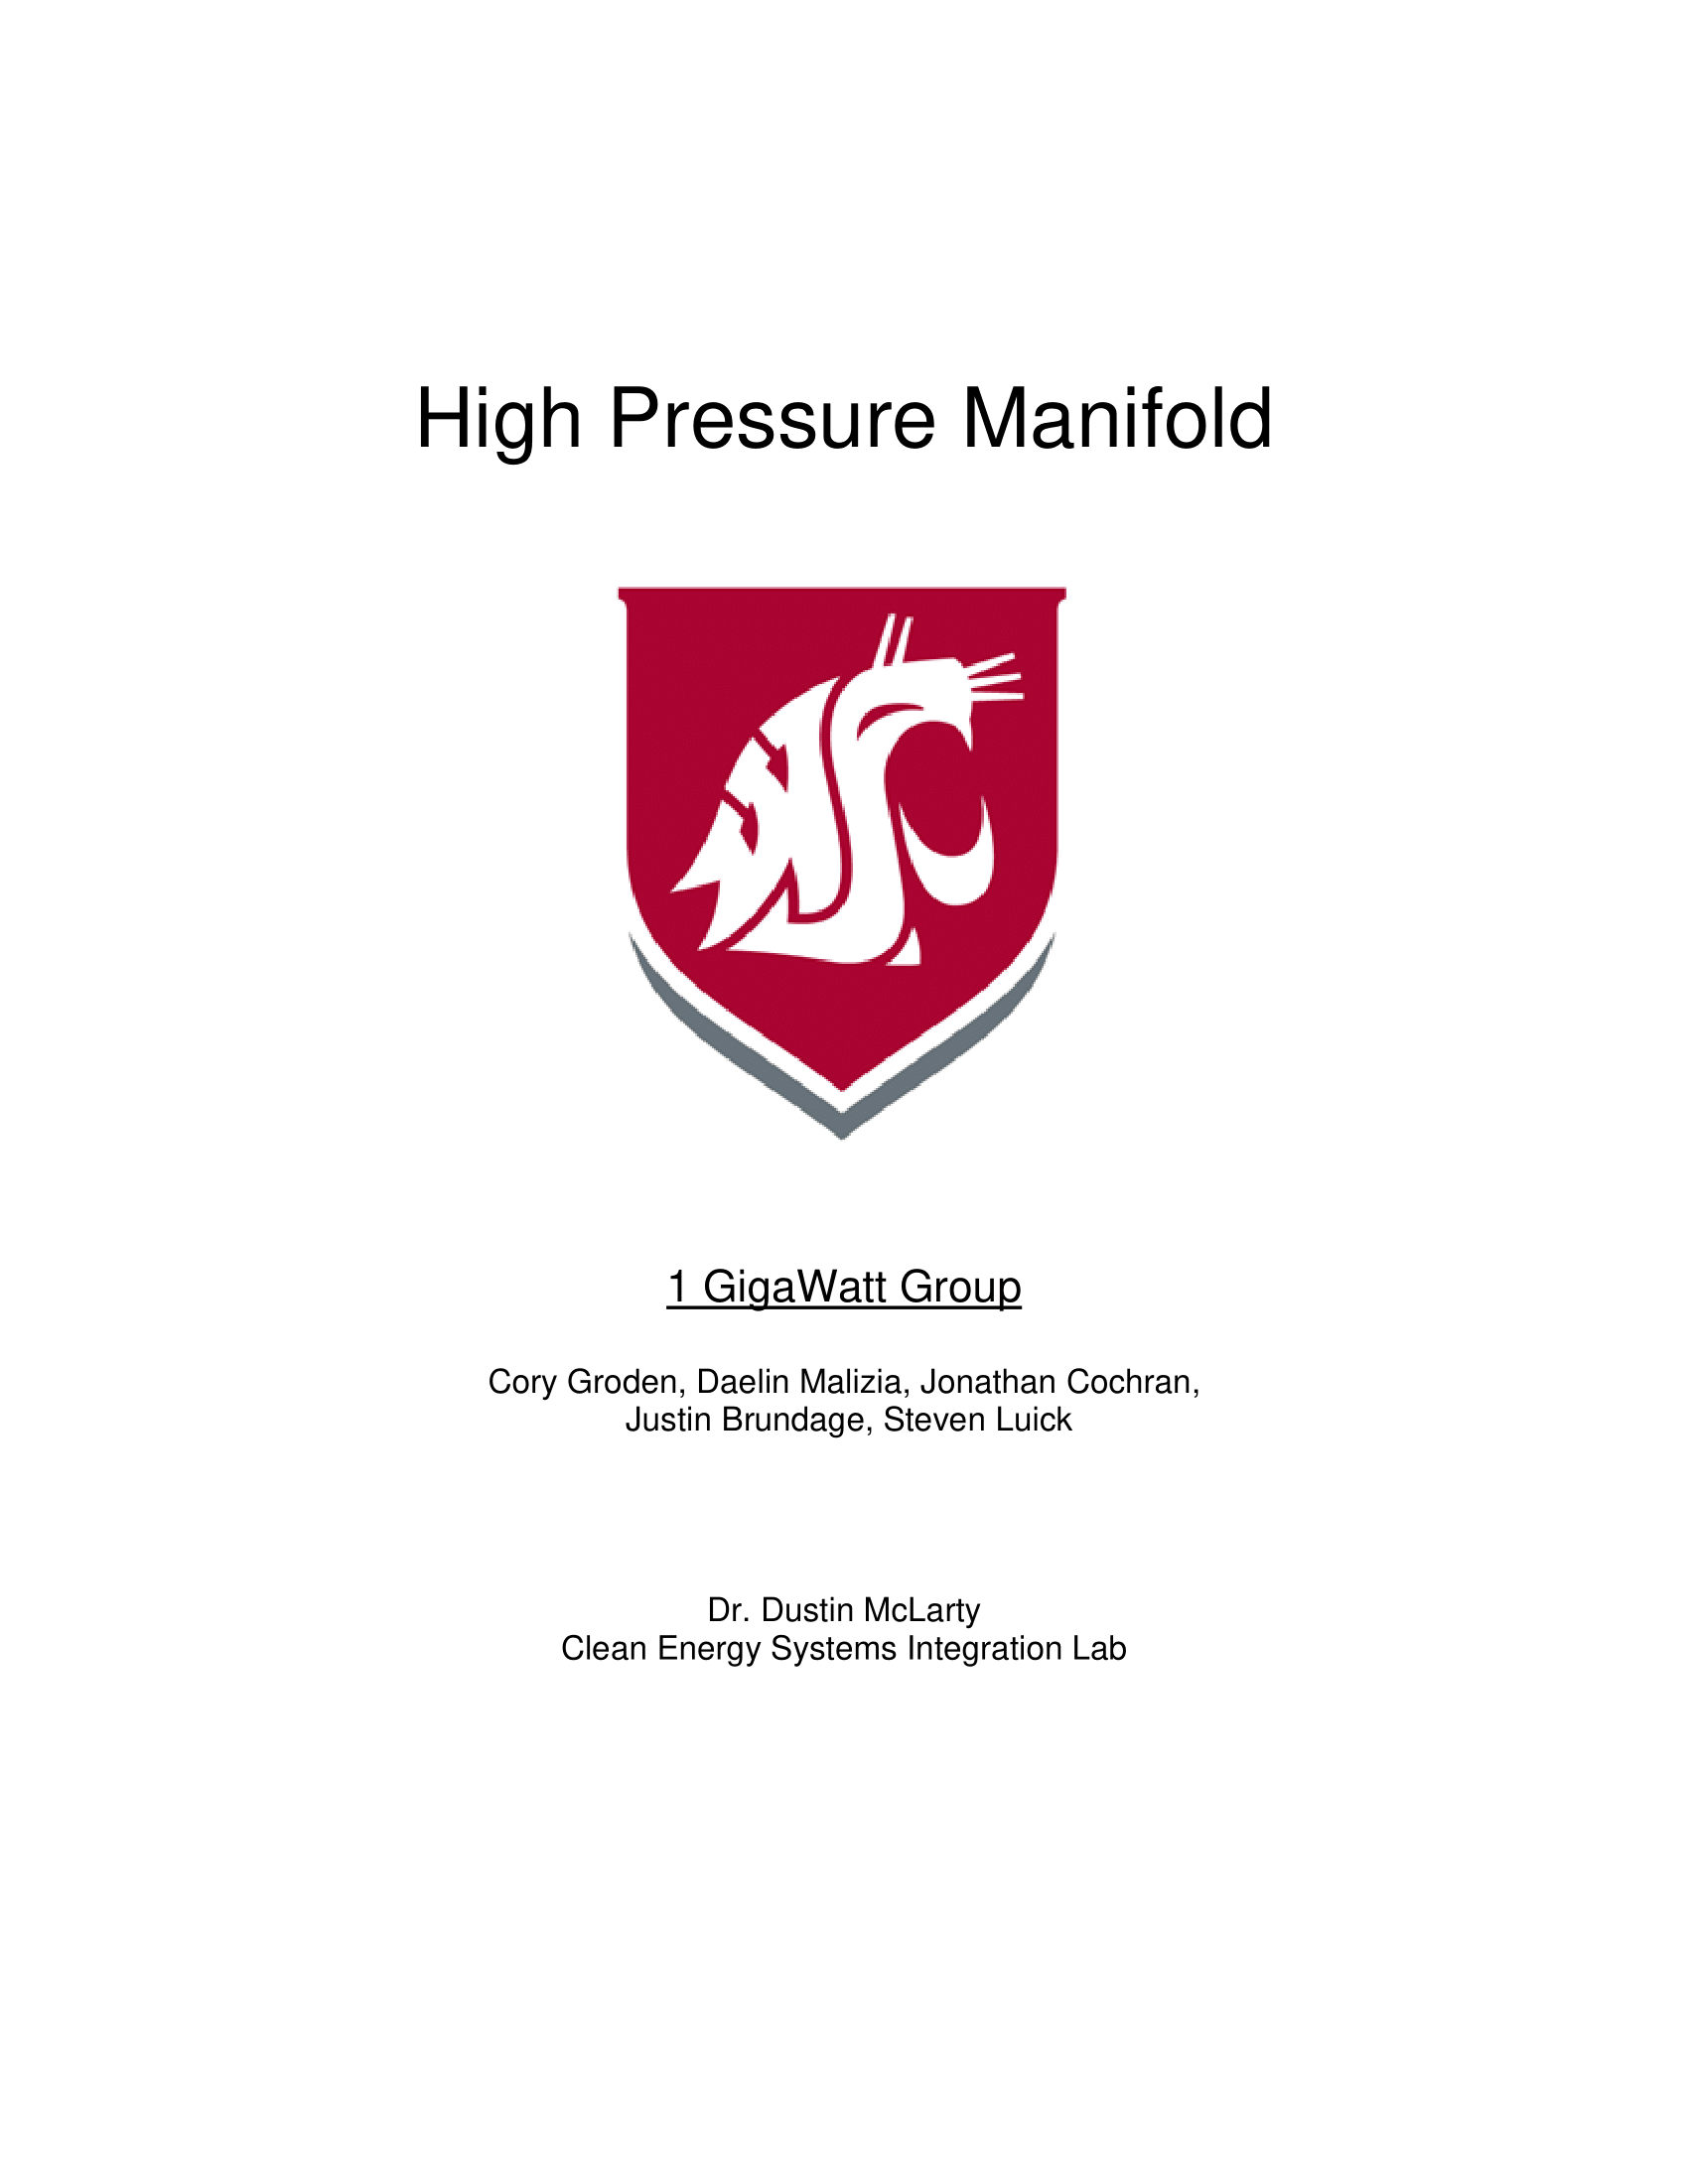 High Pressure Manifold
1 GigaWatt Group
Cory Groden, Daelin Malizia, Jonathan Cochran,
Justin Brundage, Steven Luick
Dr. Dustin McLarty
Clean Energy Systems Integration Lab